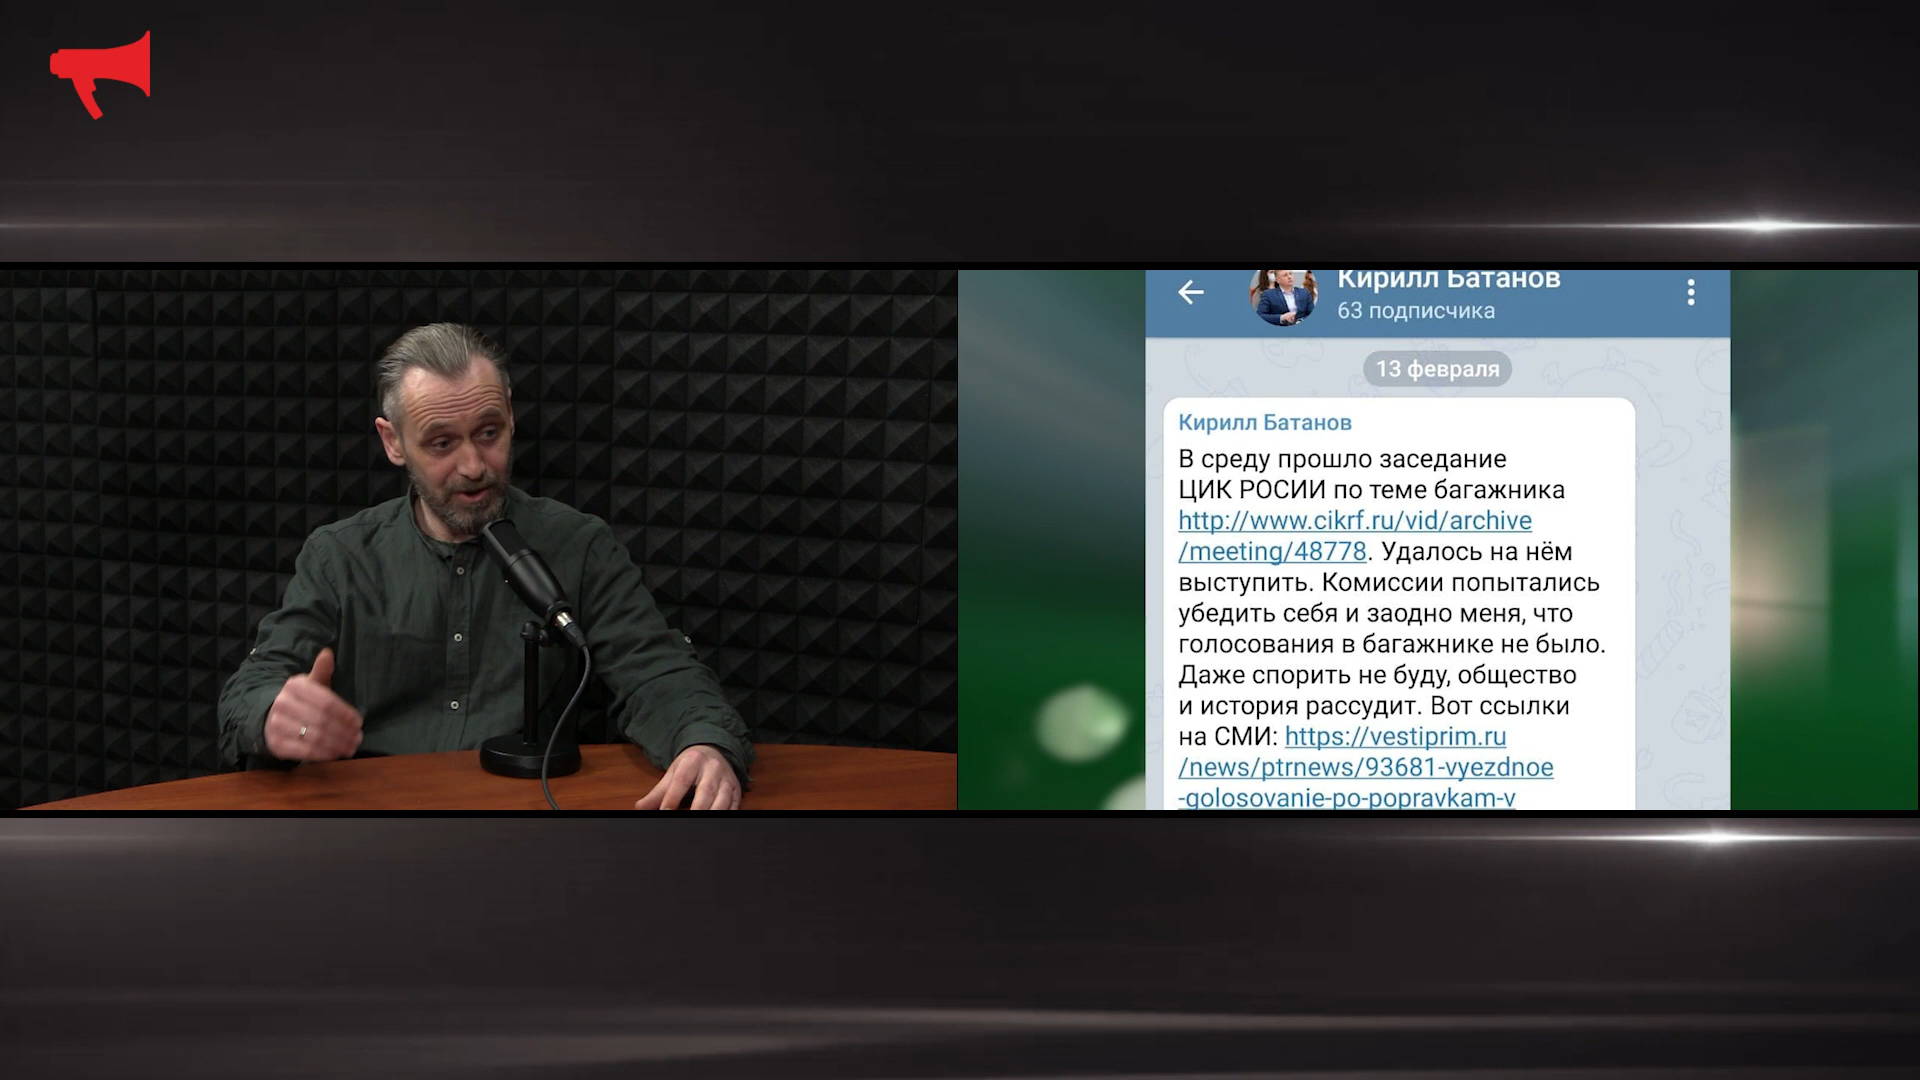 Кирилл Батанов
63 подписчика
13 февраля
Кирилл Батанов
В среду прошло заседание
ЦИК РОСИИ по теме багажника
http://www.cikrf.ru/vid/archive
/meeting/48778. Удалось на нём
выступить. Комиссии попытались
убедить себя и заодно меня, что
голосования в багажнике не было.
Даже спорить не буду, общество
и история рассудит. Вот ссылки
на СМИ: https://vestiprim.ru
/news/ptrnews/93681-vyezdnoe
-golosovanie-po-popravkam-v